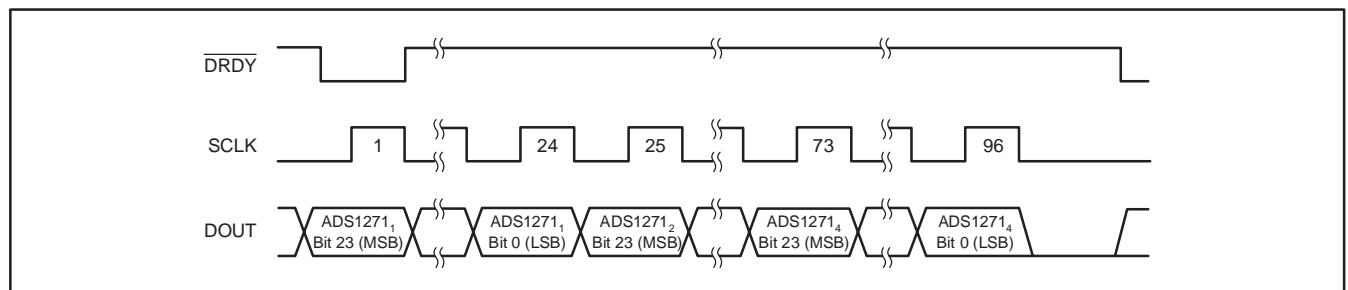 DRDY
SCLK
1
24
25
73
96
DOUT
ADS1271₁
Bit 23 (MSB)
ADS1271₁
Bit 0 (LSB)
ADS1271₂
Bit 23 (MSB)
ADS1271₄
Bit 23 (MSB)
ADS1271₄
Bit 0 (LSB)